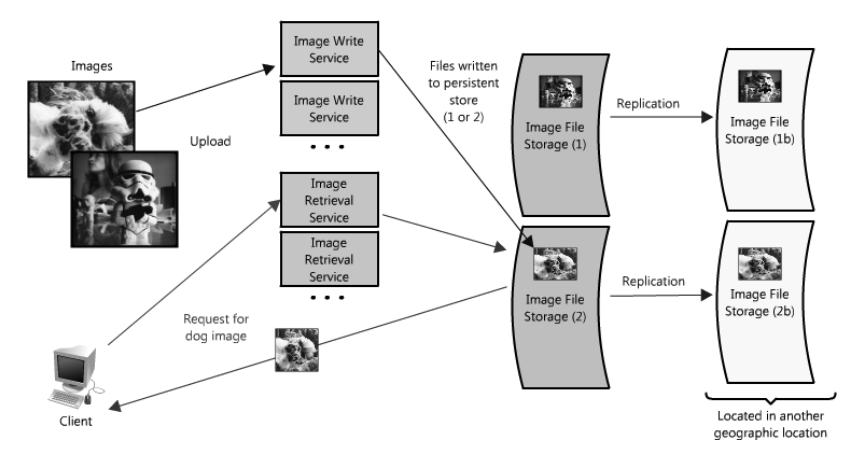 Images
Upload
Image Write
Service
Image Write
Service
• • •
Image
Retrieval
Service
Image
Retrieval
Service
• • •
Request for
dog image
Client
Files written
to persistent
store
(1 or 2)
Image File
Storage (1)
Replication
Image File
Storage (1b)
Image File
Storage (2)
Replication
Image File
Storage (2b)
Located in another
geographic location